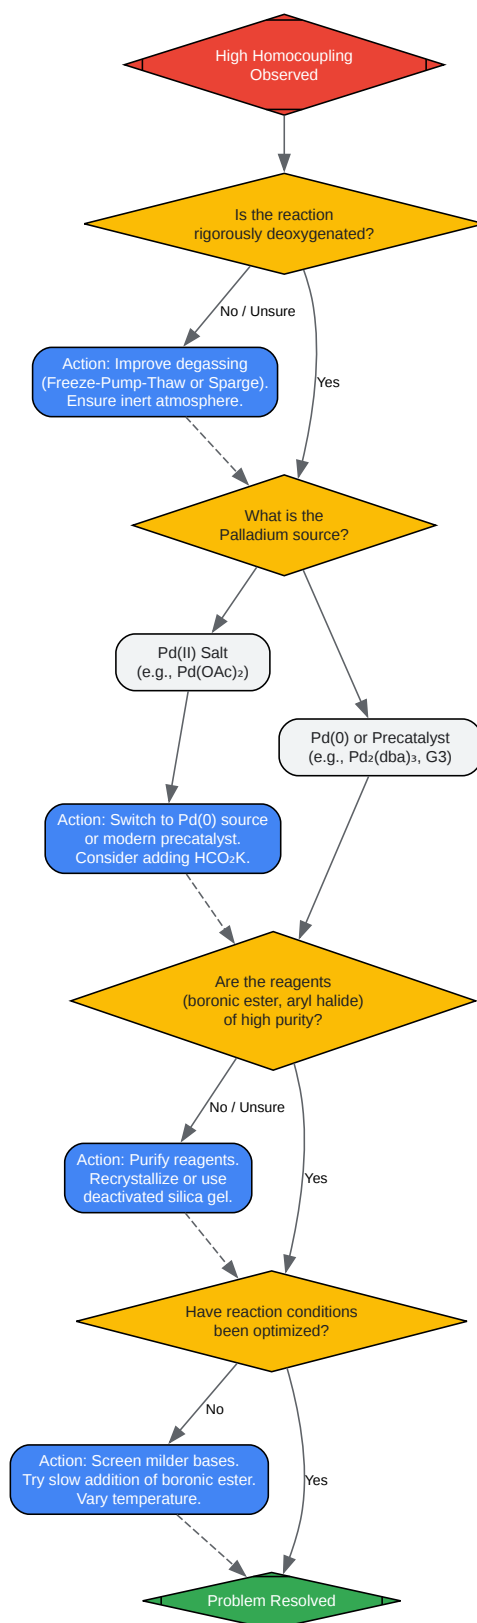 High Homocoupling
Observed
Is the reaction
rigorously deoxygenated?
No / Unsure
Action: Improve degassing
(Freeze-Pump-Thaw or Sparge).
Ensure inert atmosphere.
Yes
What is the
Palladium source?
Pd(II) Salt
(e.g., Pd(OAc)₂)
Pd(0) or Precatalyst
(e.g., Pd₂(dba)₃, G3)
Action: Switch to Pd(0) source
or modern precatalyst.
Consider adding HCO₂K.
Are the reagents
(boronic ester, aryl halide)
of high purity?
No / Unsure
Action: Purify reagents.
Recrystallize or use
deactivated silica gel.
Yes
Have reaction conditions
been optimized?
No
Action: Screen milder bases.
Try slow addition of boronic ester.
Vary temperature.
Yes
Problem Resolved